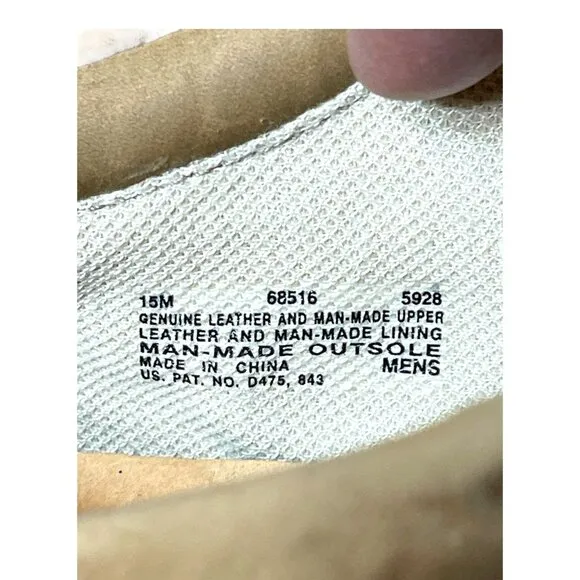 15M 68516 5928
GENUINE LEATHER AND MAN-MADE UPPER
LEATHER AND MAN-MADE LINING
MAN-MADE OUTSOLE
MADE IN CHINA MENS
US. PAT. NO. D475, 843